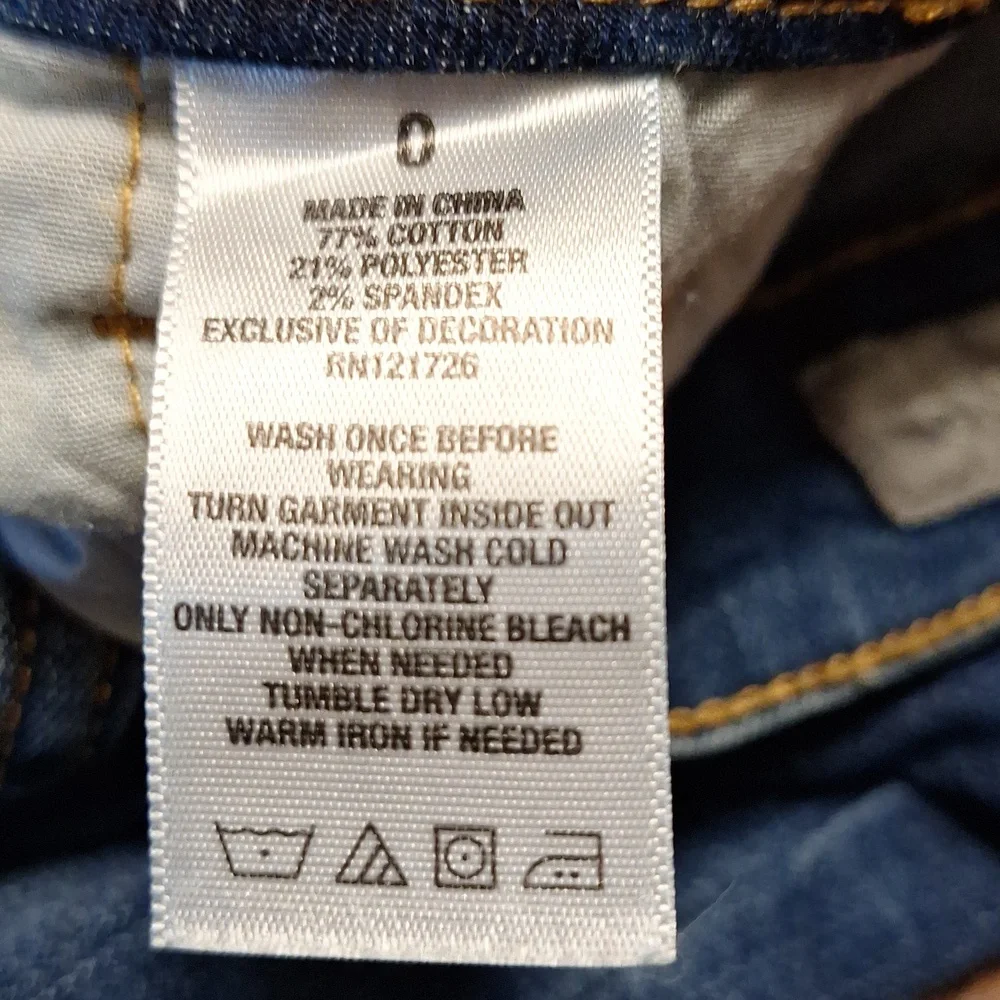 0
MADE IN CHINA
77% COTTON
21% POLYESTER
2% SPANDEX
EXCLUSIVE OF DECORATION
RN121726
WASH ONCE BEFORE
WEARING
TURN GARMENT INSIDE OUT
MACHINE WASH COLD
SEPARATELY
ONLY NON-CHLORINE BLEACH
WHEN NEEDED
TUMBLE DRY LOW
WARM IRON IF NEEDED